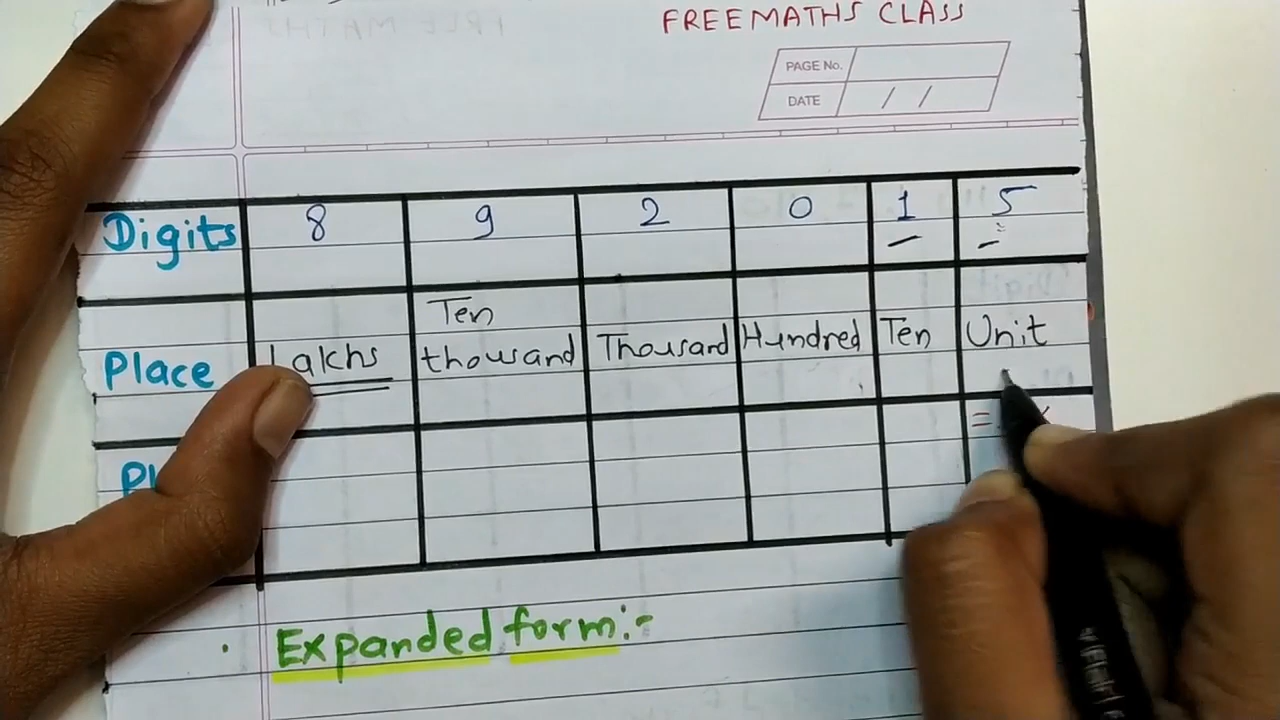 FREEMATHS CLASS
PAGE No.
DATE / /
Digits 8 9 2 0 1 5
Place Lakhs Ten thousand Thousand Hundred Ten Unit
=
Expanded form:-